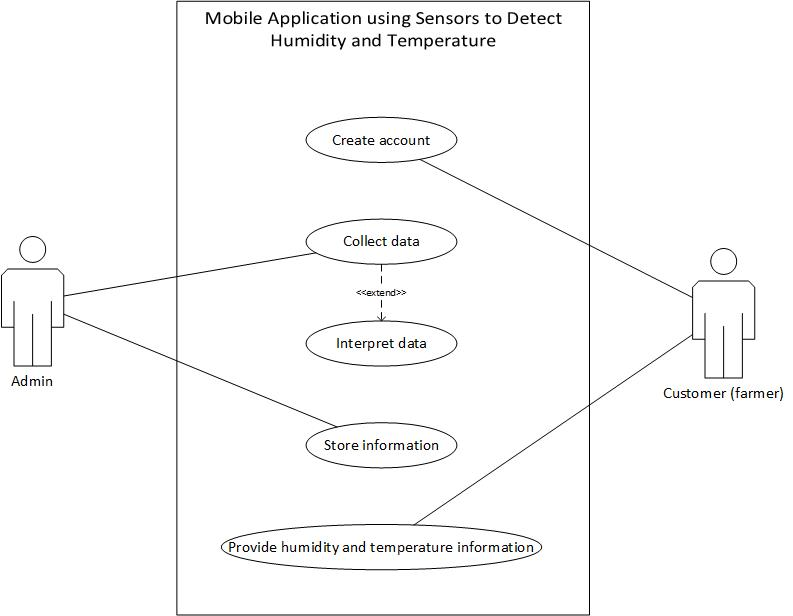 Mobile Application using Sensors to Detect
Humidity and Temperature
Create account
Collect data
<<extend>>
Interpret data
Admin
Customer (farmer)
Store information
Provide humidity and temperature information